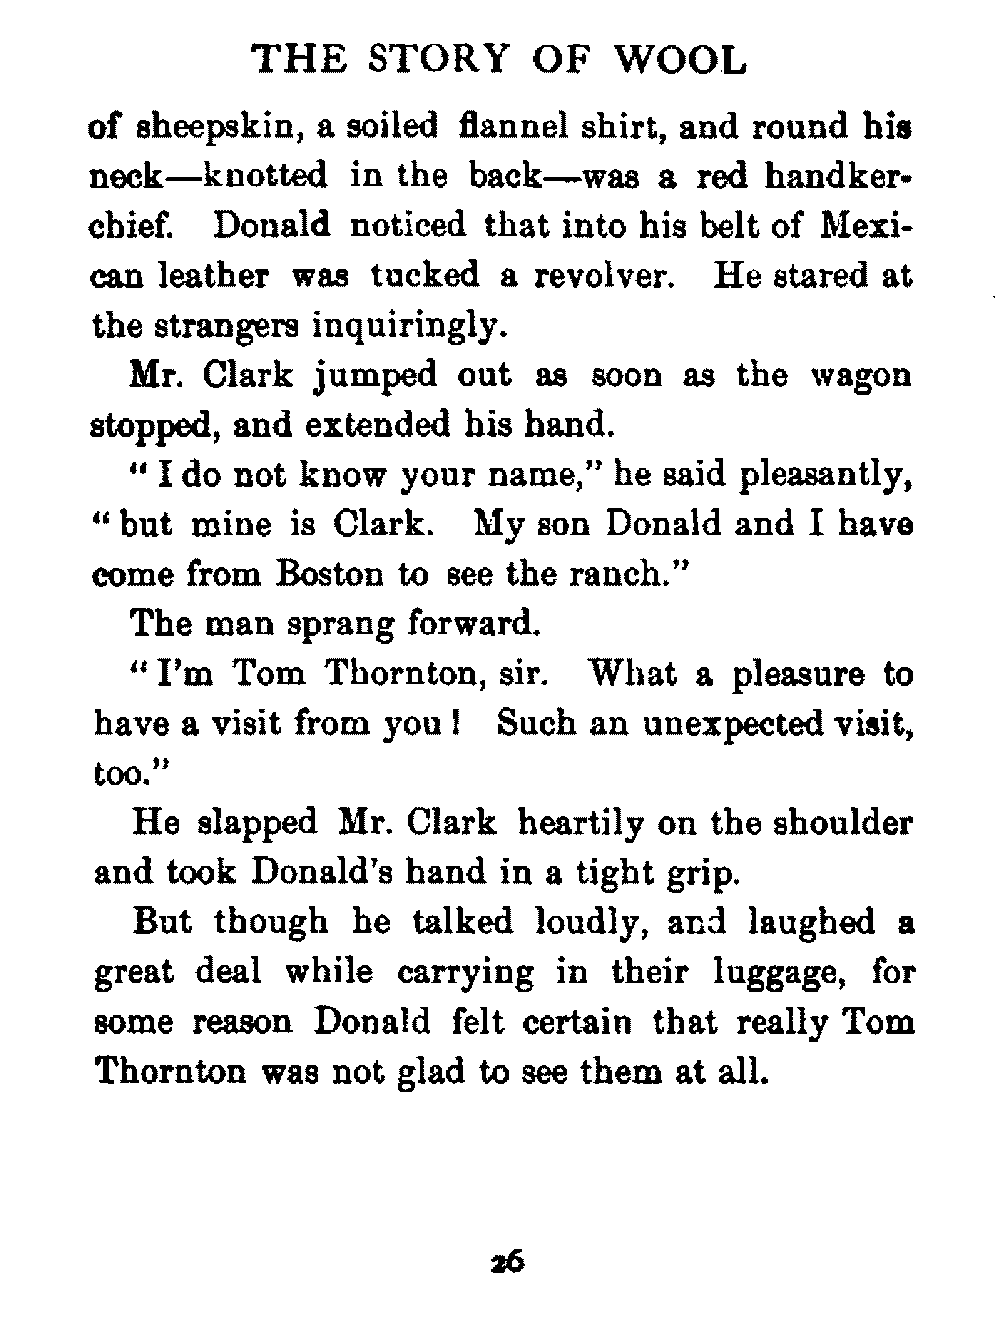 THE STORY OF WOOL
of sheepskin, a soiled flannel shirt, and round his
neck—knotted in the back—was a red handker-
chief. Donald noticed that into his belt of Mexi-
can leather was tucked a revolver. He stared at
the strangers inquiringly.
Mr. Clark jumped out as soon as the wagon
stopped, and extended his hand.
"I do not know your name," he said pleasantly,
"but mine is Clark. My son Donald and I have
come from Boston to see the ranch."
The man sprang forward.
"I'm Tom Thornton, sir. What a pleasure to
have a visit from you! Such an unexpected visit,
too."
He slapped Mr. Clark heartily on the shoulder
and took Donald's hand in a tight grip.
But though he talked loudly, and laughed a
great deal while carrying in their luggage, for
some reason Donald felt certain that really Tom
Thornton was not glad to see them at all.
26